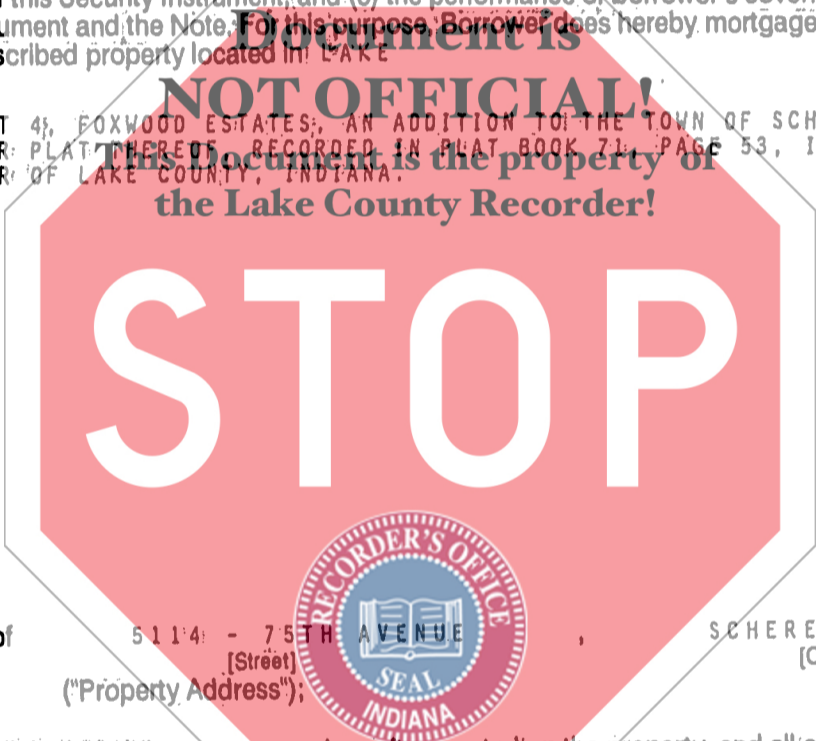 this Security Instrument; and (c) the performance of Borrower's
ument and the Note. For this purpose, Borrower does hereby mortgage
Document is
scribed property located in LAKE
NOT OFFICIAL!
T 4, FOXWOOD ESTATES, AN ADDITION TO THE TOWN OF SCH
R PLAT THEREOF, RECORDED IN PLAT BOOK 71, PAGE 53, I
This Document is the property of
R OF LAKE COUNTY, INDIANA.
the Lake County Recorder!
STOP
RECORDER'S OFFICE
of 5114 - 75TH AVENUE , SCHERE
[Street] [C
SEAL
("Property Address");
INDIANA